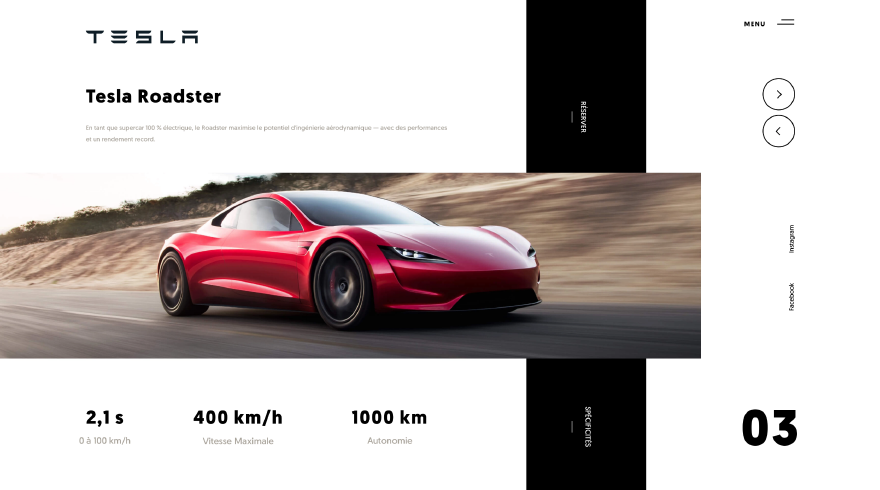 TESLA
MENU
Tesla Roadster
En tant que supercar 100 % électrique, le Roadster maximise le potentiel d'ingénierie aérodynamique — avec des performances
et un rendement record.
RÉSERVER
Instagram
Facebook
2,1 s
0 à 100 km/h
400 km/h
Vitesse Maximale
1000 km
Autonomie
SPÉCIFICITÉS
03